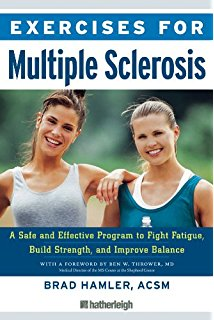 EXERCISES FOR
Multiple Sclerosis
A Safe and Effective Program to Fight Fatigue,
Build Strength, and Improve Balance
WITH A FOREWORD BY BEN W. THROWER, MD
Medical Director of the MS Center at the Shepherd Center
BRAD HAMLER, ACSM
hatherleigh